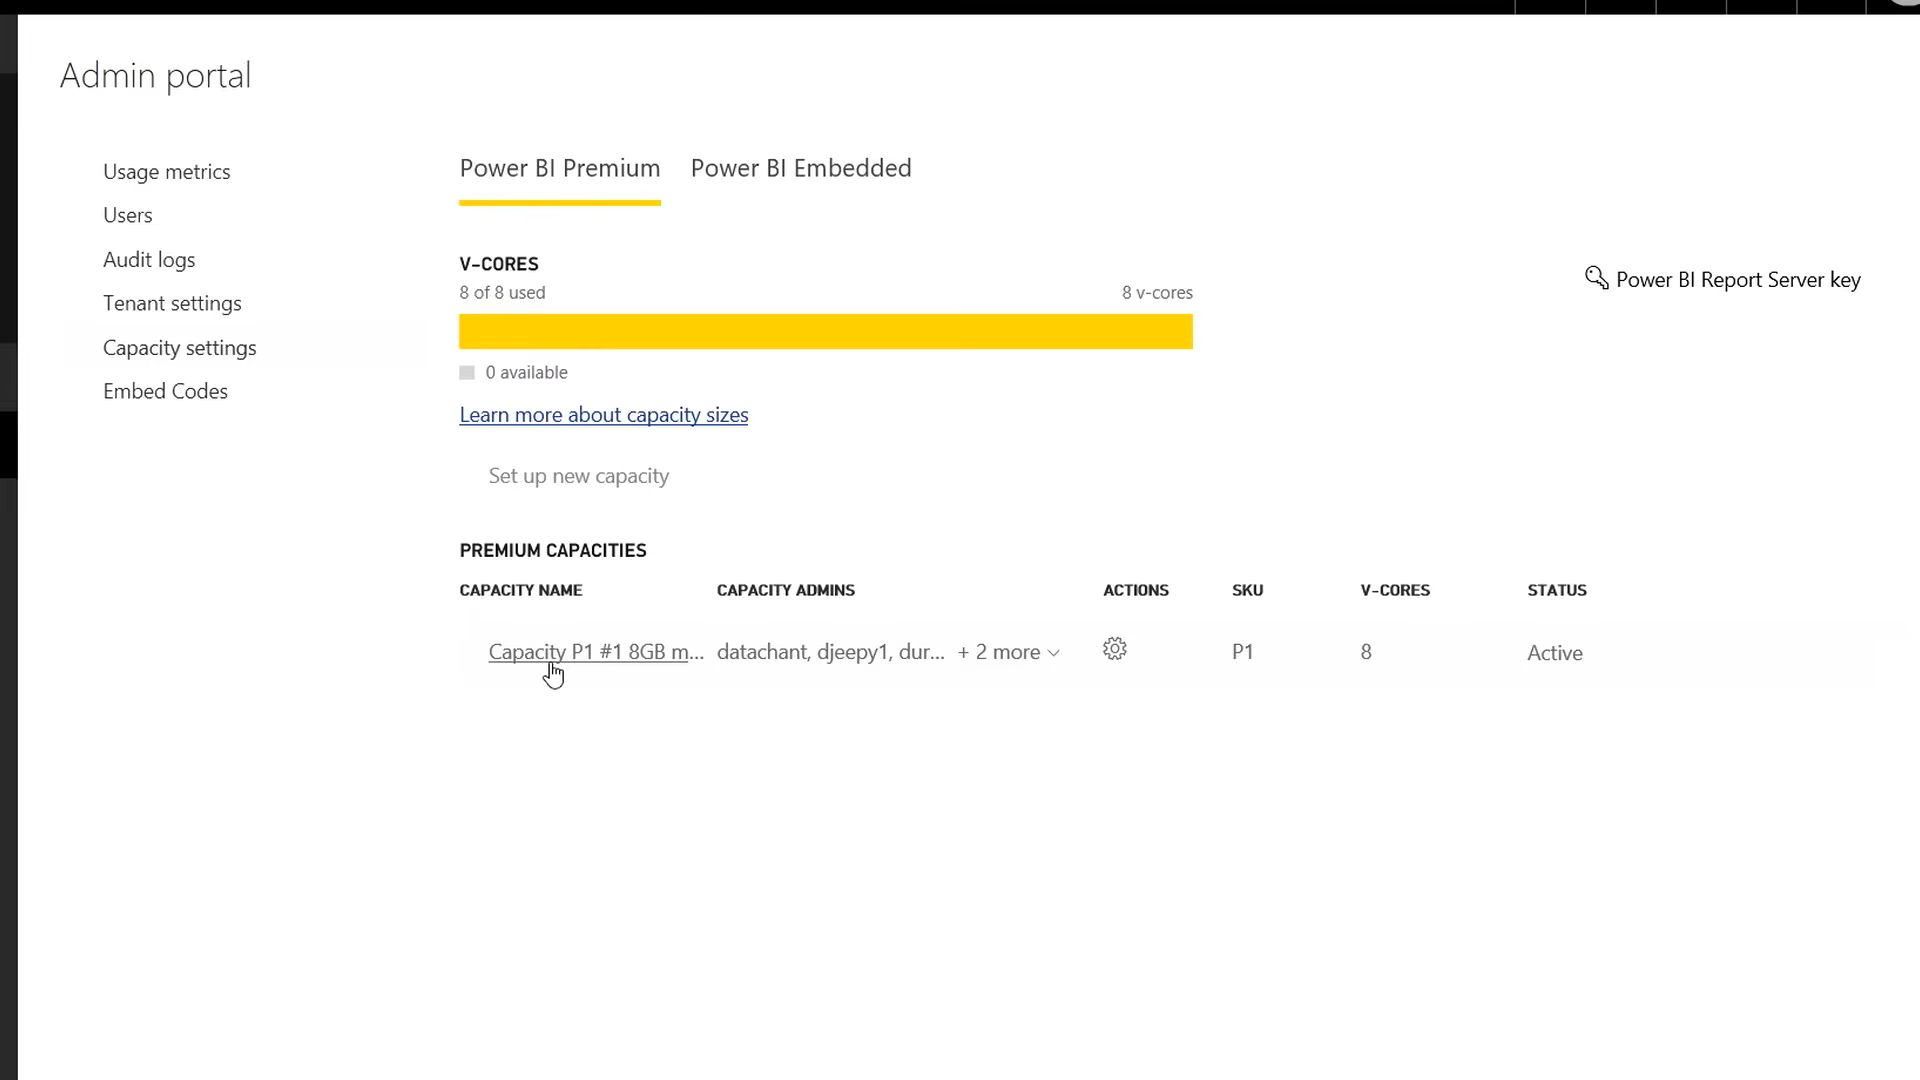 Admin portal
Usage metrics
Users
Audit logs
Tenant settings
Capacity settings
Embed Codes
Power BI Premium
Power BI Embedded
V-CORES
8 of 8 used
8 v-cores
0 available
Learn more about capacity sizes
Set up new capacity
Power BI Report Server key
PREMIUM CAPACITIES
CAPACITY NAME CAPACITY ADMINS ACTIONS SKU V-CORES STATUS
Capacity P1 #1 8GB m... datachant, djeepy1, dur... + 2 more P1 8 Active